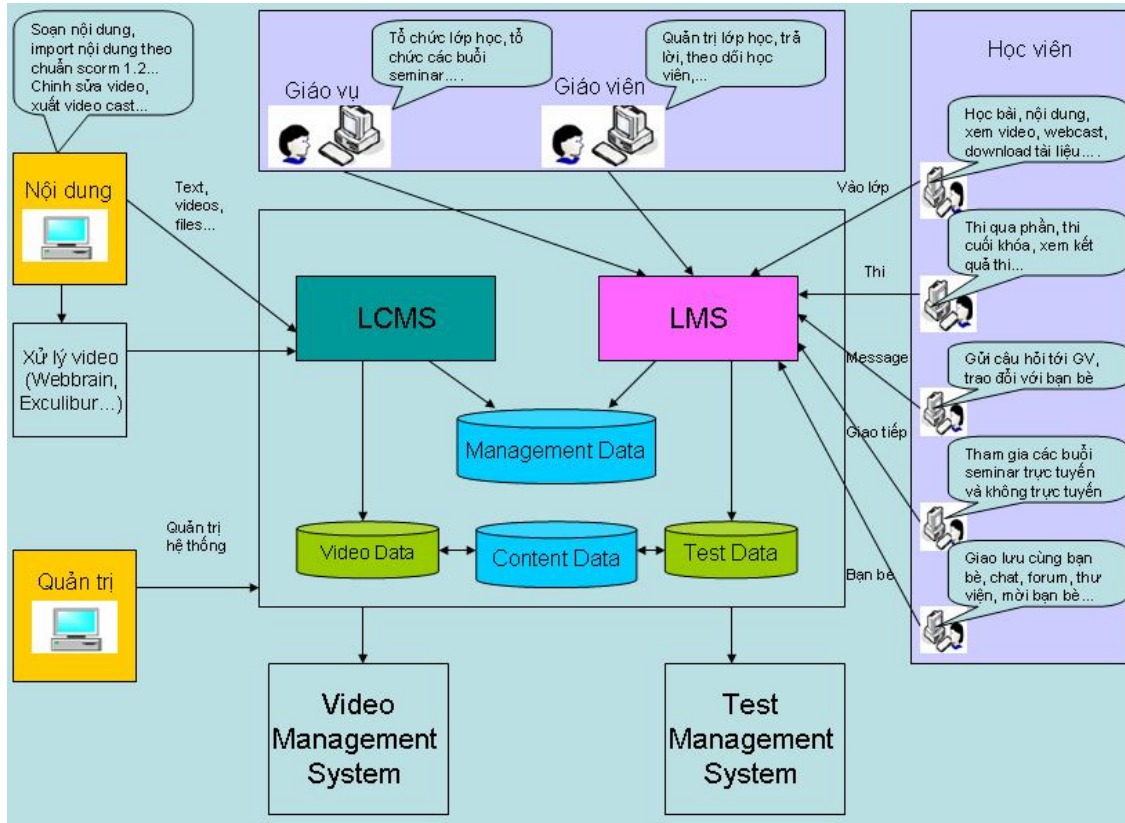 Soạn nội dung,
import nội dung theo
chuẩn scorm 1.2...
Chinh sửa video,
xuất video cast...
Tổ chức lớp học, tổ
chức các buổi
seminar....
Quản trị lớp học, trả
lời, theo dõi học
viên,...
Học viên
Giáo vụ
Giáo viên
Học bài, nội dung,
xem video, webcast,
download tài liệu....
Nội dung
Text,
videos,
files...
Vào lớp
Thi qua phần, thi
cuối khóa, xem kết
quả thi...
Thi
LCMS
LMS
Xử lý video
(Webbrain,
Exculibur...)
Message
Gửi câu hỏi tới GV,
trao đổi với bạn bè
Giao tiếp
Management Data
Tham gia các buổi
seminar trực tuyến
và không trực tuyến
Quản trị
hệ thống
Video Data
Content Data
Test Data
Quản trị
Bạn bè
Giao lưu cùng bạn
bè, chat, forum, thư
viện, mời bạn bè...
Video
Management
System
Test
Management
System